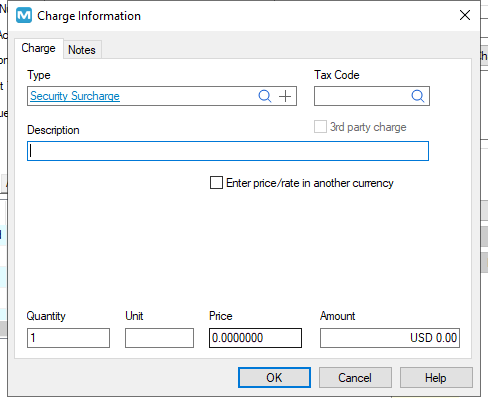 Charge Information
Charge Notes
Type Tax Code
Security Surcharge
Description 3rd party charge
Enter price/rate in another currency
Quantity Unit Price Amount
1 0.0000000 USD 0.00
OK Cancel Help